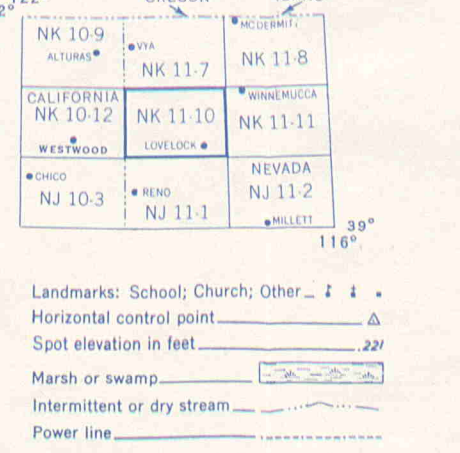 NK 10-9
ALTURAS
VYA
NK 11-7
MCDERMITT
NK 11-8
CALIFORNIA
NK 10-12
WESTWOOD
NK 11-10
LOVELOCK
WINNEMUCCA
NK 11-11
CHICO
NJ 10-3
RENO
NJ 11-1
NEVADA
NJ 11-2
MILLETT
39°
116°
Landmarks: School; Church; Other
Horizontal control point
Spot elevation in feet .221
Marsh or swamp
Intermittent or dry stream
Power line